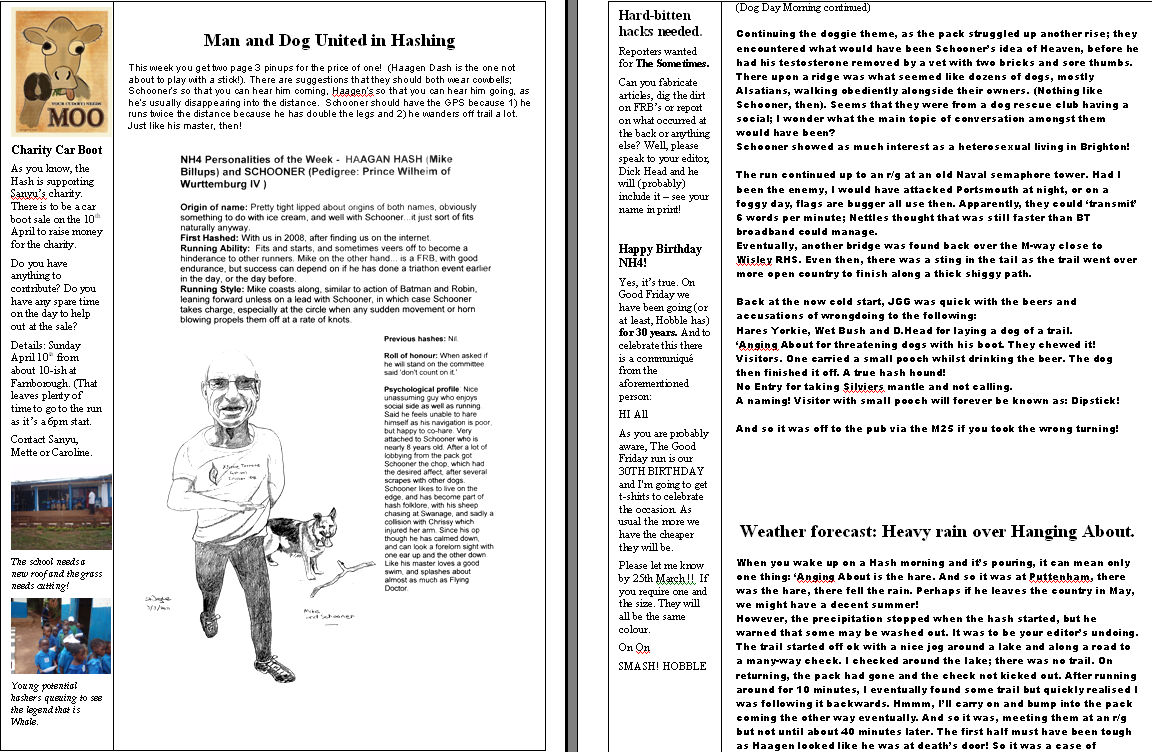 YOUR CU(D)TRY NEEDS
MOO
Charity Car Boot
As you know, the
Hash is supporting
Sanyu's charity.
There is to be a car
boot sale on the 10th
April to raise money
for the charity.
Do you have
anything to
contribute? Do you
have any spare time
on the day to help
out at the sale?
Details: Sunday
April 10th from
about 10-ish at
Farnborough. (That
leaves plenty of
time to go to the run
as it's a 6pm start.
Contact Sanyu,
Mette or Caroline.
The school needs a
new roof and the grass
needs cutting!
Young potential
hashers queuing to see
the legend that is
Whale.
Man and Dog United in Hashing
This week you get two page 3 pinups for the price of one! (Haagen Dash is the one not
about to play with a stick!). There are suggestions that they should both wear cowbells;
Schooner's so that you can hear him coming, Haagen's so that you can hear him going, as
he's usually disappearing into the distance. Schooner should have the GPS because 1) he
runs twice the distance because he has double the legs and 2) he wanders off trail a lot.
Just like his master, then!
NH4 Personalities of the Week - HAAGAN HASH (Mike
Billups) and SCHOONER (Pedigree: Prince Wilheim of
Wurttemburg IV )
Origin of name: Pretty tight lipped about origins of both names, obviously
something to do with ice cream, and well with Schooner...it just sort of fits
naturally anyway.
First Hashed: With us in 2008, after finding us on the internet.
Running Ability: Fits and starts, and sometimes veers off to become a
hinderance to other runners. Mike on the other hand... is a FRB, with good
endurance, but success can depend on if he has done a triathon event earlier
in the day, or the day before.
Running Style: Mike coasts along, similar to action of Batman and Robin,
leaning forward unless on a lead with Schooner, in which case Schooner
takes charge, especially at the circle when any sudden movement or horn
blowing propels them off at a rate of knots.
Previous hashes: Nil.
Roll of honour: When asked if
he will stand on the committee
said 'don't count on it.'
Psychological profile. Nice
unassuming guy who enjoys
social side as well as running.
Said he feels unable to hare
himself as his navigation is poor,
but happy to co-hare. Very
attached to Schooner who is
nearly 8 years old. After a lot of
lobbying from the pack got
Schooner the chop, which had
the desired affect, after several
scrapes with other dogs.
Schooner likes to live on the
edge, and has become part of
hash folklore, with his sheep
chasing at Swanage, and sadly a
collision with Chrissy which
injured her arm. Since his op
though he has calmed down,
and can look a forelorn sight with
one ear up and the other down.
Like his master loves a good
swim, and splashes about
almost as much as Flying
Doctor.
Mike
and Schooner
Hard-bitten
hacks needed.
Reporters wanted
for The Sometimes.
Can you fabricate
articles, dig the dirt
on FRB's or report
on what occurred at
the back or anything
else? Well, please
speak to your editor,
Dick Head and he
will (probably)
include it – see your
name in print!
Happy Birthday
NH4!
Yes, it's true. On
Good Friday we
have been going (or
at least, Hobble has)
for 30 years. And to
celebrate this there
is a communiqué
from the
aforementioned
person:
HI All
As you are probably
aware, The Good
Friday run is our
30TH BIRTHDAY
and I'm going to get
t-shirts to celebrate
the occasion. As
usual the more we
have the cheaper
they will be.
Please let me know
by 25th March!! If
you require one and
the size. They will
all be the same
colour.
On On
SMASH! HOBBLE
(Dog Day Morning continued)
Continuing the doggie theme, as the pack struggled up another rise; they
encountered what would have been Schooner's idea of Heaven, before he
had his testosterone removed by a vet with two bricks and sore thumbs.
There upon a ridge was what seemed like dozens of dogs, mostly
Alsatians, walking obediently alongside their owners. (Nothing like
Schooner, then). Seems that they were from a dog rescue club having a
social; I wonder what the main topic of conversation amongst them
would have been?
Schooner showed as much interest as a heterosexual living in Brighton!
The run continued up to an r/g at an old Naval semaphore tower. Had I
been the enemy, I would have attacked Portsmouth at night, or on a
foggy day, flags are bugger all use then. Apparently, they could 'transmit'
6 words per minute; Nettles thought that was still faster than BT
broadband could manage.
Eventually, another bridge was found back over the M-way close to
Wisley RHS. Even then, there was a sting in the tail as the trail went over
more open country to finish along a thick shiggy path.
Back at the now cold start, JGG was quick with the beers and
accusations of wrongdoing to the following:
Hares Yorkie, Wet Bush and D.Head for laying a dog of a trail.
'Anging About for threatening dogs with his boot. They chewed it!
Visitors. One carried a small pooch whilst drinking the beer. The dog
then finished it off. A true hash hound!
No Entry for taking Silviers mantle and not calling.
A naming! Visitor with small pooch will forever be known as: Dipstick!
And so it was off to the pub via the M25 if you took the wrong turning!
Weather forecast: Heavy rain over Hanging About.
When you wake up on a Hash morning and it's pouring, it can mean only
one thing: 'Anging About is the hare. And so it was at Puttenham, there
was the hare, there fell the rain. Perhaps if he leaves the country in May,
we might have a decent summer!
However, the precipitation stopped when the hash started, but he
warned that some may be washed out. It was to be your editor's undoing.
The trail started off ok with a nice jog around a lake and along a road to
a many-way check. I checked around the lake; there was no trail. On
returning, the pack had gone and the check not kicked out. After running
around for 10 minutes, I eventually found some trail but quickly realised I
was following it backwards. Hmmm, I'll carry on and bump into the pack
coming the other way eventually. And so it was, meeting them at an r/g
but not until about 40 minutes later. The first half must have been tough
as Haagen looked like he was at death's door! So it was a case of